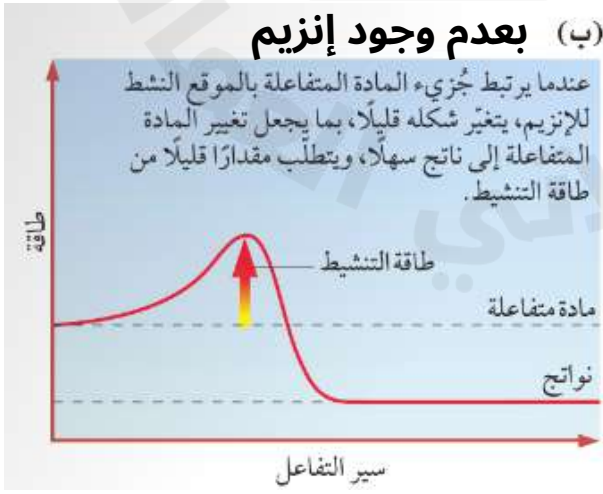 (ب) بعدم وجود إنزيم
عندما يرتبط جُزيء المادة المتفاعلة بالموقع النشط
للإنزيم، يتغيّر شكله قليلًا، بما يجعل تغيير المادة
المتفاعلة إلى ناتج سهلًا، ويتطلّب مقدارًا قليلًا من
طاقة التنشيط.
طاقة
طاقة التنشيط
مادة متفاعلة
نواتج
سير التفاعل